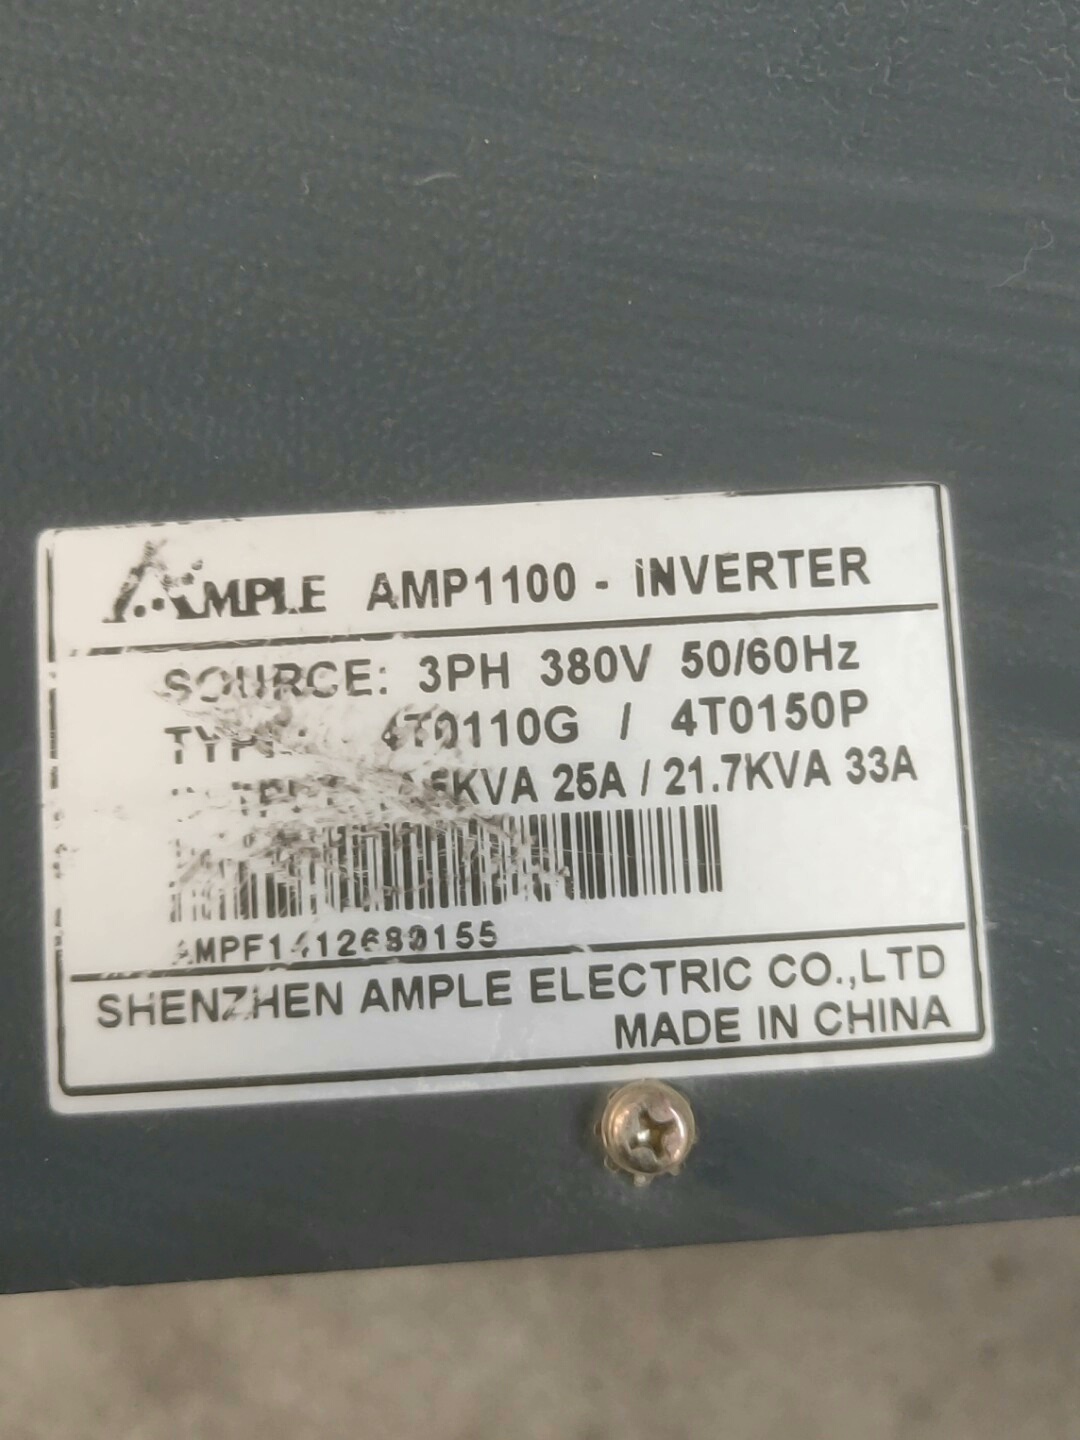 AMPLE AMP1100 - INVERTER
SOURCE: 3PH 380V 50/60Hz
4T0110G / 4T0150P
25A / 21.7KVA 33A
SHENZHEN AMPLE ELECTRIC CO.,LTD
MADE IN CHINA